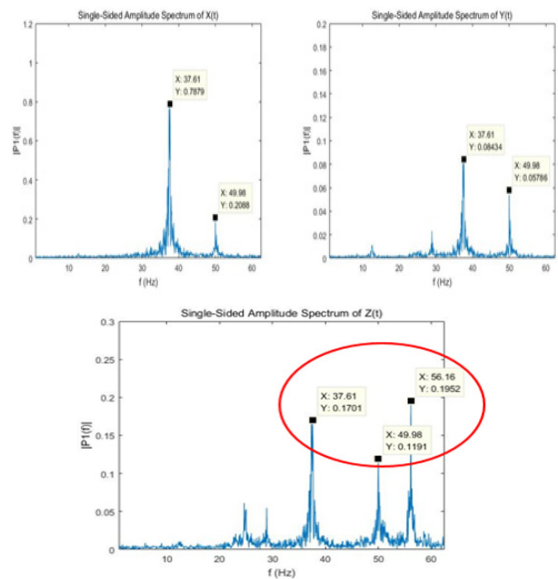 Single-Sided Amplitude Spectrum of X(t)
1.2
1
0.8
0.6
0.4
0.2
0
|P1(f)|
X: 37.61
Y: 0.7879
X: 49.98
Y: 0.2088
10 20 30 40 50 60
f (Hz)
Single-Sided Amplitude Spectrum of Y(t)
0.2
0.18
0.16
0.14
0.12
0.1
0.08
0.06
0.04
0.02
0
|P1(f)|
X: 37.61
Y: 0.08434
X: 49.98
Y: 0.05786
10 20 30 40 50 60
f (Hz)
Single-Sided Amplitude Spectrum of Z(t)
0.3
0.25
0.2
0.15
0.1
0.05
0
|P1(f)|
X: 37.61
Y: 0.1701
X: 56.16
Y: 0.1952
X: 49.98
Y: 0.1191
10 20 30 40 50 60
f (Hz)